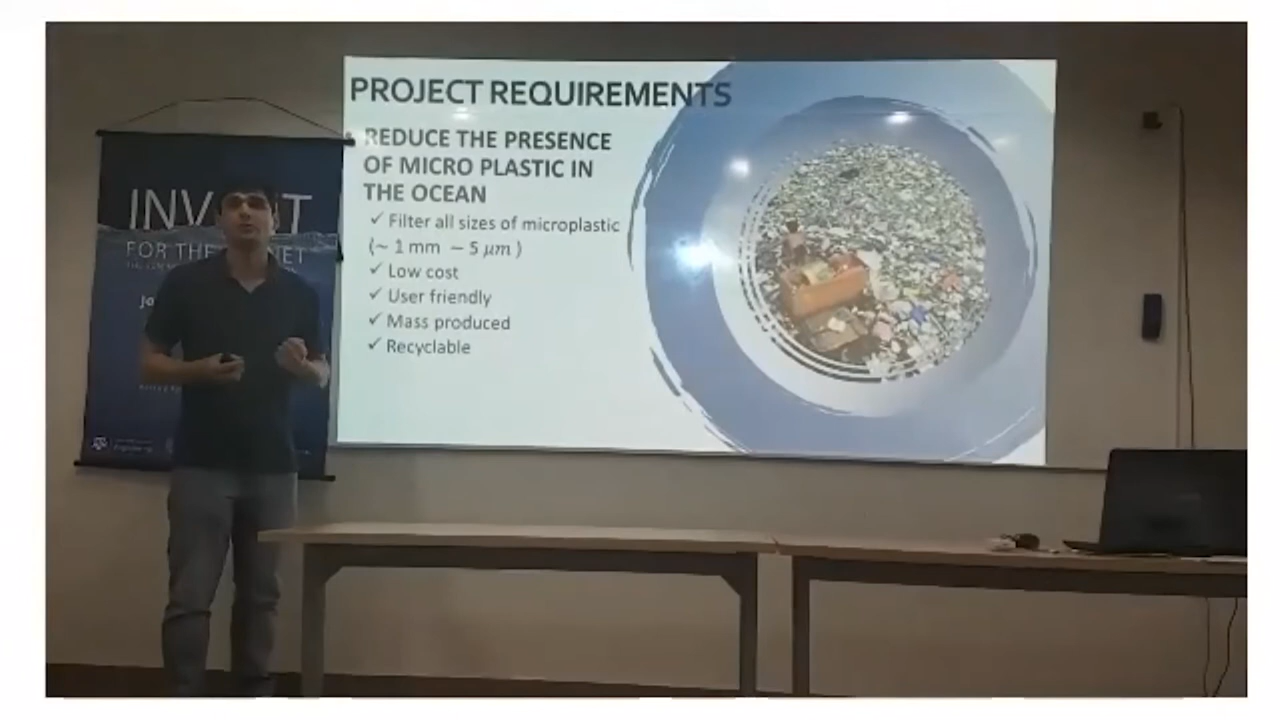 PROJECT REQUIREMENTS
REDUCE THE PRESENCE
OF MICRO PLASTIC IN
THE OCEAN
✓ Filter all sizes of microplastic
(~ 1 mm – 5 μm )
✓ Low cost
✓ User friendly
✓ Mass produced
✓ Recyclable
INV T
FOR THE NET